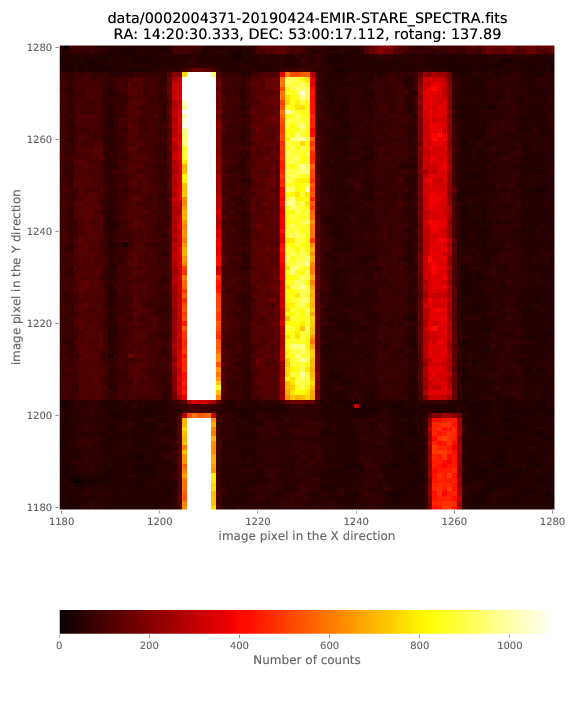 data/0002004371-20190424-EMIR-STARE_SPECTRA.fits
RA: 14:20:30.333, DEC: 53:00:17.112, rotang: 137.89
1280
1260
1240
1220
1200
1180
image pixel in the Y direction
1180 1200 1220 1240 1260 1280
image pixel in the X direction
0 200 400 600 800 1000
Number of counts